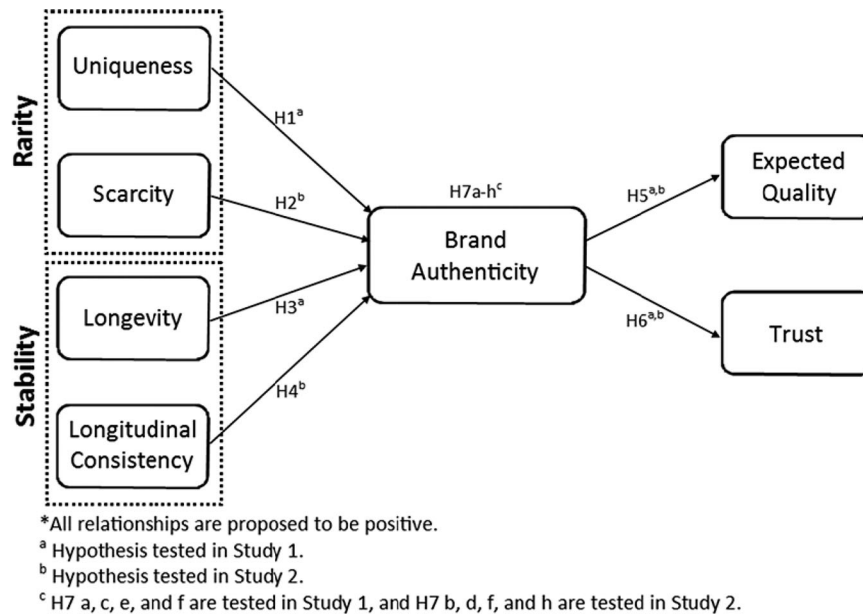 Rarity
Uniqueness
Scarcity
Stability
Longevity
Longitudinal
Consistency
H1a
H2b
H3a
H4b
H7a-hc
Brand
Authenticity
H5a,b
H6a,b
Expected
Quality
Trust
*All relationships are proposed to be positive.
a Hypothesis tested in Study 1.
b Hypothesis tested in Study 2.
c H7 a, c, e, and f are tested in Study 1, and H7 b, d, f, and h are tested in Study 2.